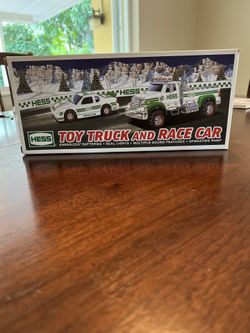 HESS
HESS
HESS
TOY TRUCK AND RACE CAR
ENERGIZER® BATTERIES • REAL LIGHTS • MULTIPLE SOUND FEATURES • OPERATING RAMP